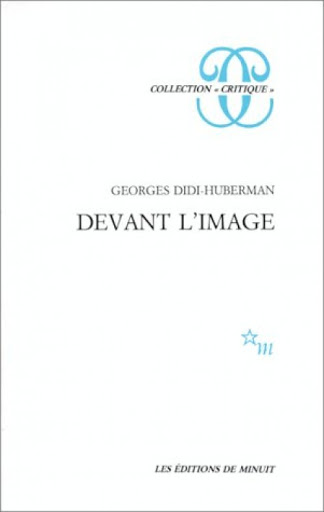 COLLECTION « CRITIQUE »
GEORGES DIDI-HUBERMAN
DEVANT L'IMAGE
m
LES ÉDITIONS DE MINUIT